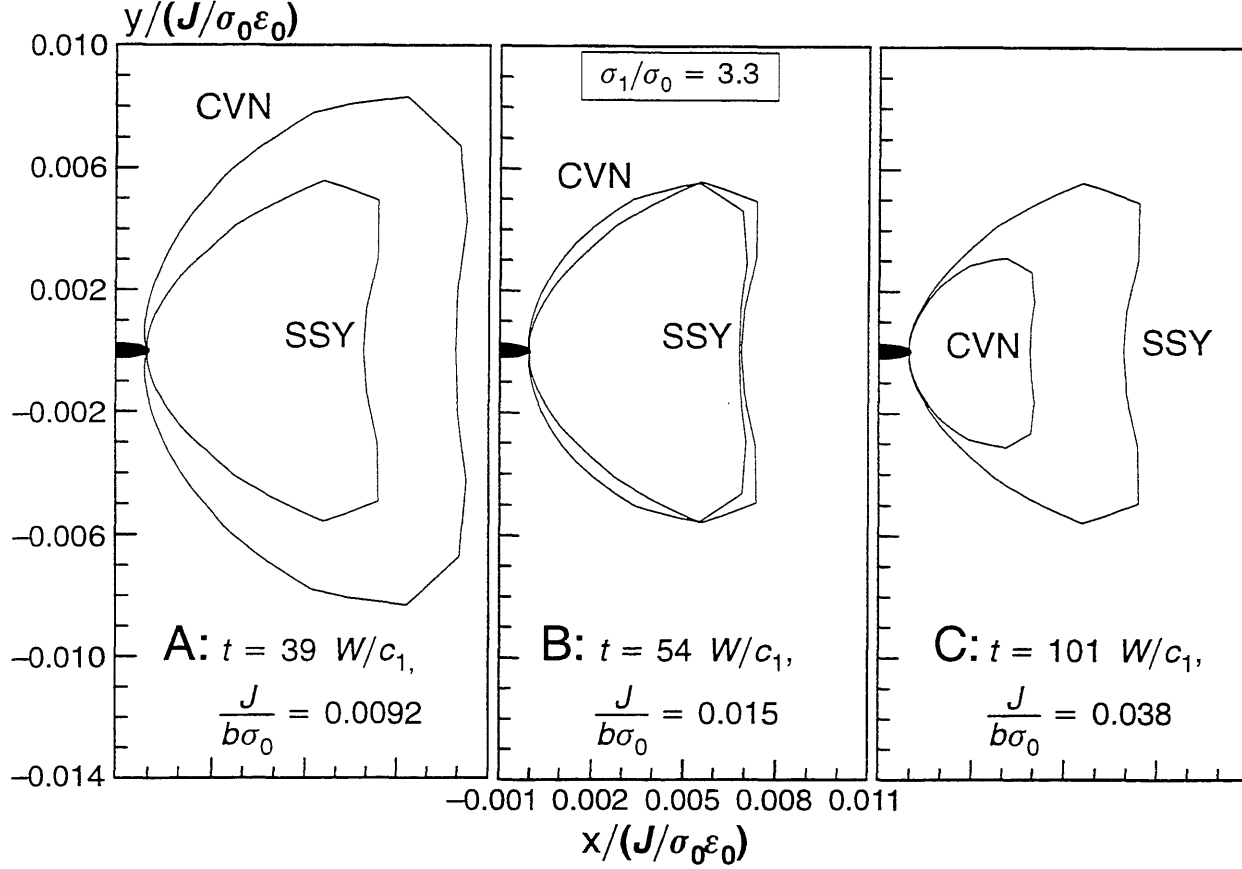 y/(J/σ₀ε₀)
0.010
0.006
0.002
−0.002
−0.006
−0.010
−0.014
CVN
SSY
A: t = 39 W/c₁,
J/bσ₀ = 0.0092
σ₁/σ₀ = 3.3
CVN
SSY
B: t = 54 W/c₁,
J/bσ₀ = 0.015
CVN
SSY
C: t = 101 W/c₁,
J/bσ₀ = 0.038
−0.001 0.002 0.005 0.008 0.011
x/(J/σ₀ε₀)